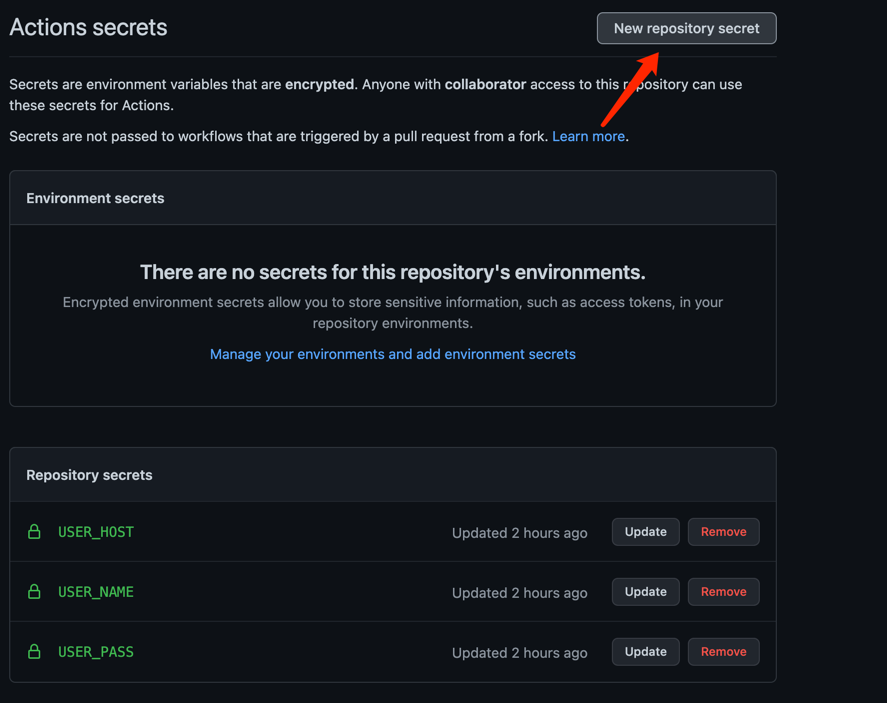 Actions secrets
New repository secret
Secrets are environment variables that are encrypted. Anyone with collaborator access to this repository can use
these secrets for Actions.
Secrets are not passed to workflows that are triggered by a pull request from a fork. Learn more.
Environment secrets
There are no secrets for this repository's environments.
Encrypted environment secrets allow you to store sensitive information, such as access tokens, in your
repository environments.
Manage your environments and add environment secrets
Repository secrets
USER_HOST Updated 2 hours ago Update Remove
USER_NAME Updated 2 hours ago Update Remove
USER_PASS Updated 2 hours ago Update Remove